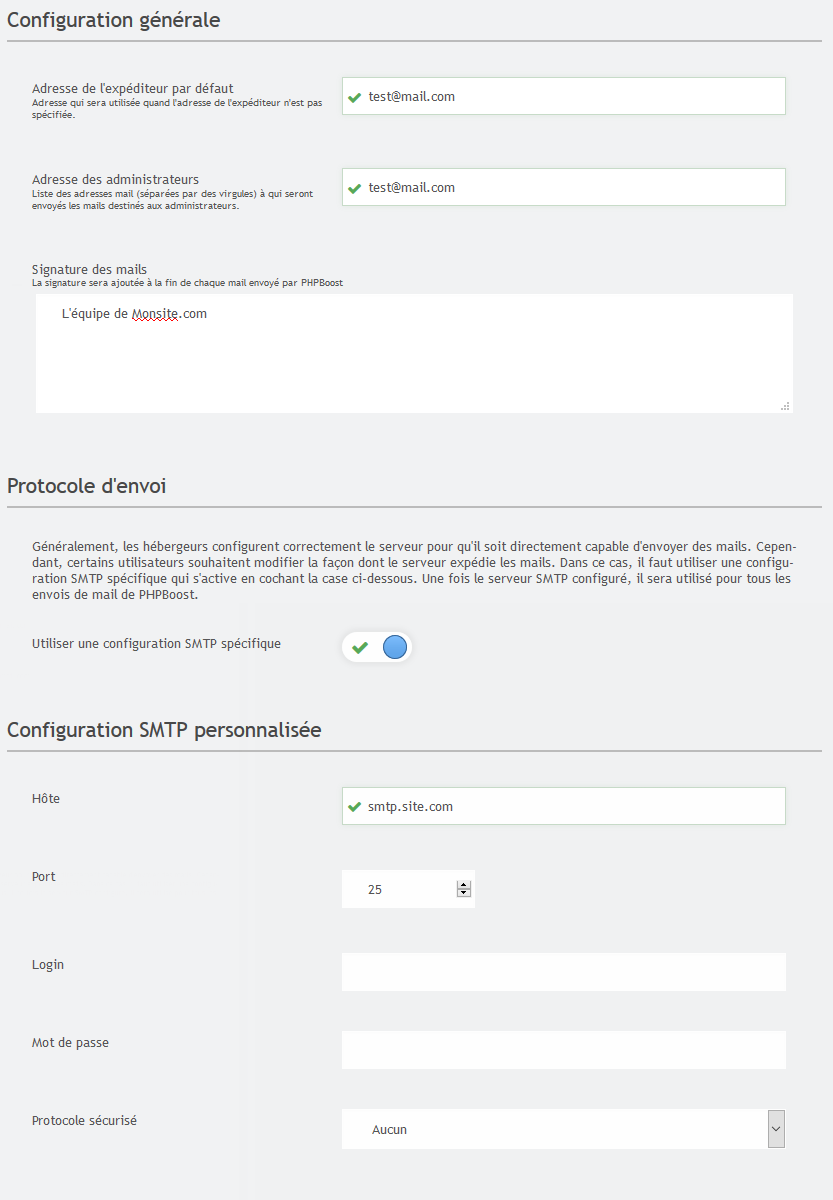 Configuration générale
Adresse de l'expéditeur par défaut
Adresse qui sera utilisée quand l'adresse de l'expéditeur n'est pas
spécifiée.
test@mail.com
Adresse des administrateurs
Liste des adresses mail (séparées par des virgules) à qui seront
envoyés les mails destinés aux administrateurs.
test@mail.com
Signature des mails
La signature sera ajoutée à la fin de chaque mail envoyé par PHPBoost
L'équipe de Monsite.com
Protocole d'envoi
Généralement, les hébergeurs configurent correctement le serveur pour qu'il soit directement capable d'envoyer des mails. Cepen-
dant, certains utilisateurs souhaitent modifier la façon dont le serveur expédie les mails. Dans ce cas, il faut utiliser une configu-
ration SMTP spécifique qui s'active en cochant la case ci-dessous. Une fois le serveur SMTP configuré, il sera utilisé pour tous les
envois de mail de PHPBoost.
Utiliser une configuration SMTP spécifique
Configuration SMTP personnalisée
Hôte
smtp.site.com
Port
25
Login
Mot de passe
Protocole sécurisé
Aucun